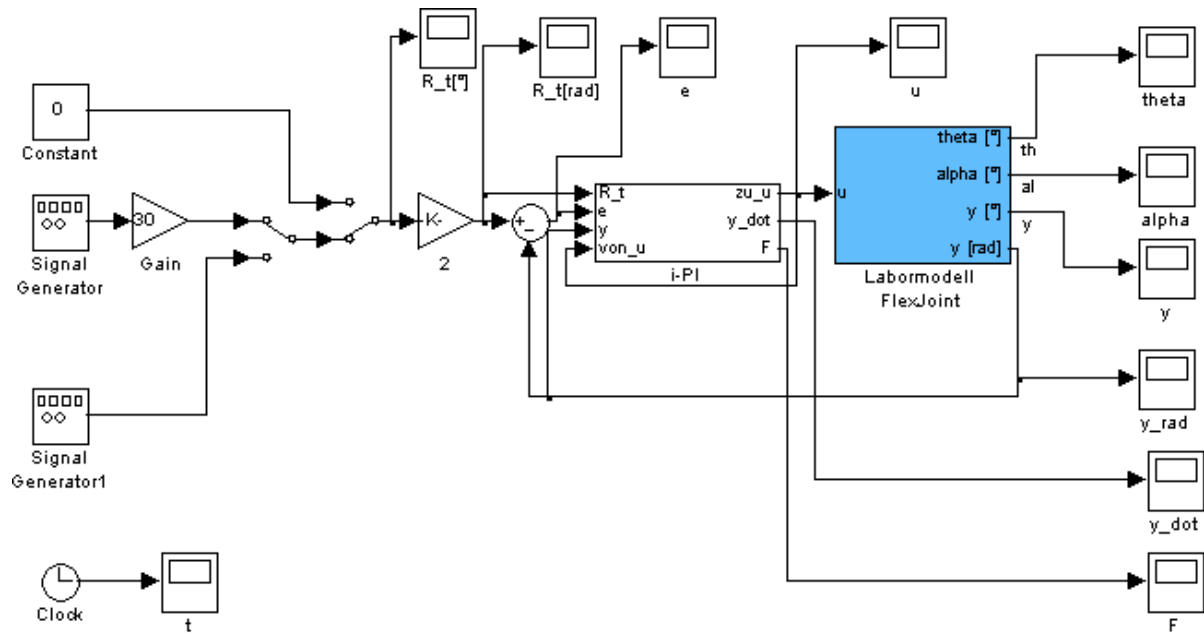 R_t[°]
R_t[rad]
e
u
theta
0
Constant
30
Signal
Generator
Gain
K-
2
+
-
R_t
e
y
von_u
zu_u
y_dot
F
i-PI
u
theta [°]
alpha [°]
y [°]
y [rad]
th
al
y
Labormodell
FlexJoint
alpha
y
y_rad
Signal
Generator1
y_dot
Clock
t
F